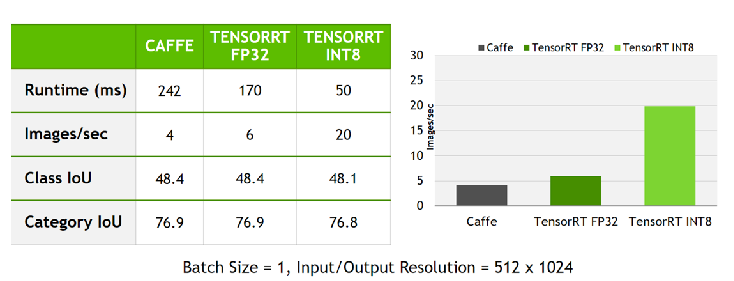 CAFFE TENSORRT FP32 TENSORRT INT8
Runtime (ms) 242 170 50
Images/sec 4 6 20
Class IoU 48.4 48.4 48.1
Category IoU 76.9 76.9 76.8
Caffe TensorRT FP32 TensorRT INT8
30
25
20
15
10
5
0
Images/sec
Caffe TensorRT FP32 TensorRT INT8
Batch Size = 1, Input/Output Resolution = 512 x 1024